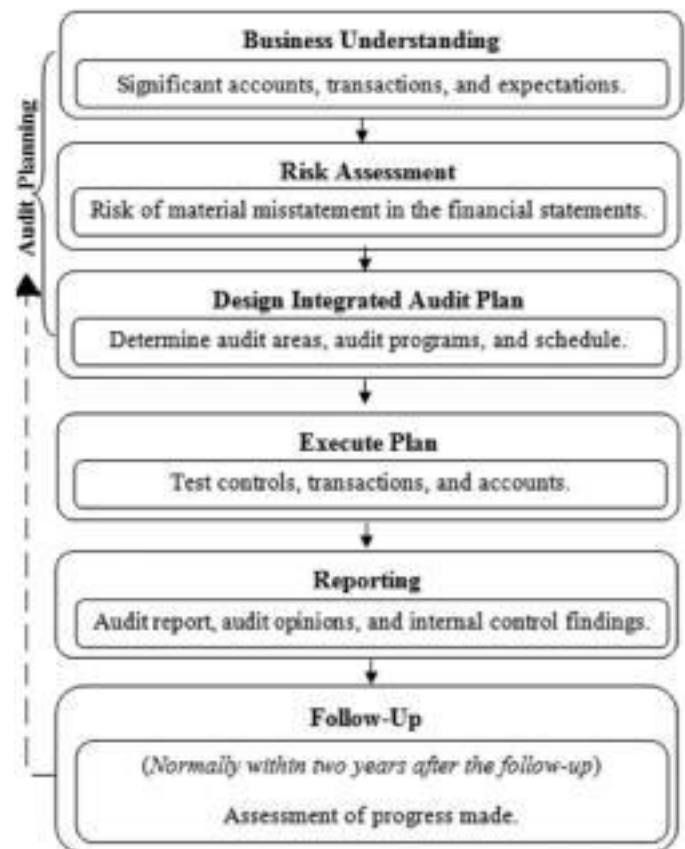 Audit Planning
Business Understanding
Significant accounts, transactions, and expectations.
Risk Assessment
Risk of material misstatement in the financial statements.
Design Integrated Audit Plan
Determine audit areas, audit programs, and schedule.
Execute Plan
Test controls, transactions, and accounts.
Reporting
Audit report, audit opinions, and internal control findings.
Follow-Up
(Normally within two years after the follow-up)
Assessment of progress made.